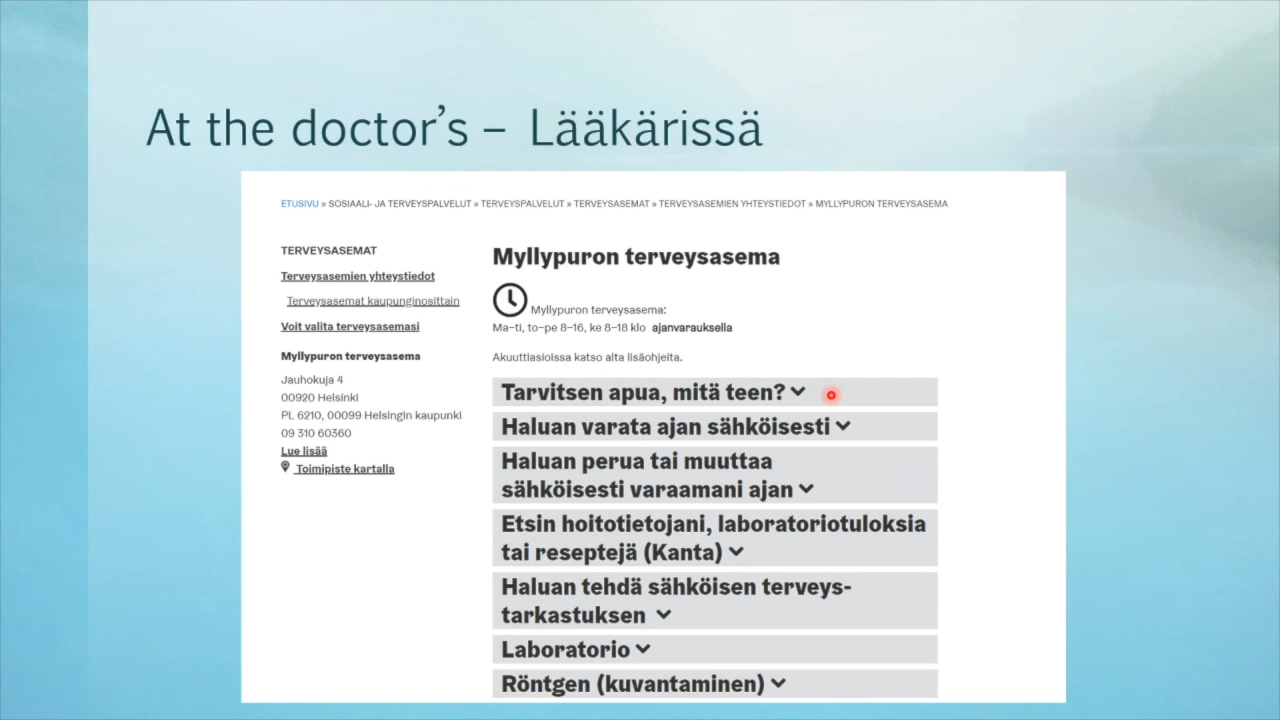 At the doctor's – Lääkärissä
ETUSIVU » SOSIAALI- JA TERVEYSPALVELUT » TERVEYSPALVELUT » TERVEYSASEMAT » TERVEYSASEMIEN YHTEYSTIEDOT » MYLLYPURON TERVEYSASEMA
TERVEYSASEMAT
Terveysasemien yhteystiedot
Terveysasemat kaupunginosittain
Voit valita terveysasemasi
Myllypuron terveysasema
Jauhokuja 4
00920 Helsinki
PL 6210, 00099 Helsingin kaupunki
09 310 60360
Lue lisää
Toimipiste kartalla
Myllypuron terveysasema
Myllypuron terveysasema:
Ma–ti, to–pe 8–16, ke 8–18 klo ajanvarauksella
Akuuttiasioissa katso alta lisäohjeita.
Tarvitsen apua, mitä teen?
Haluan varata ajan sähköisesti
Haluan perua tai muuttaa
sähköisesti varaamani ajan
Etsin hoitotietojani, laboratoriotuloksia
tai reseptejä (Kanta)
Haluan tehdä sähköisen terveys-
tarkastuksen
Laboratorio
Röntgen (kuvantaminen)